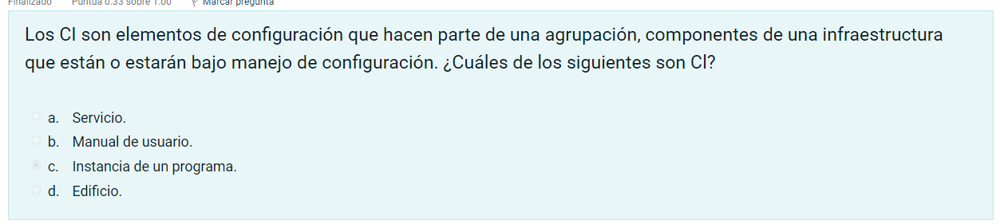 Finalizado Puntúa 0.33 sobre 1.00 Marcar pregunta
Los CI son elementos de configuración que hacen parte de una agrupación, componentes de una infraestructura
que están o estarán bajo manejo de configuración. ¿Cuáles de los siguientes son CI?
a. Servicio.
b. Manual de usuario.
c. Instancia de un programa.
d. Edificio.